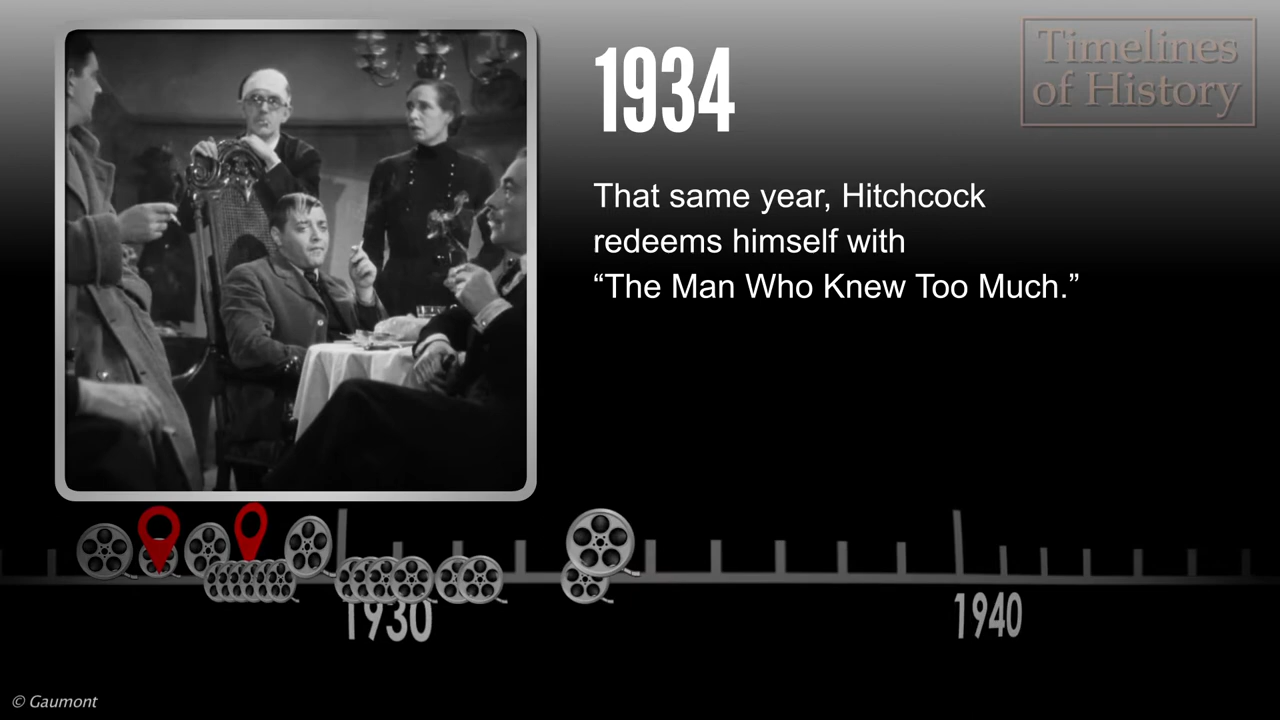 1934
Timelines
of History
That same year, Hitchcock
redeems himself with
“The Man Who Knew Too Much.”
1930
1940
© Gaumont